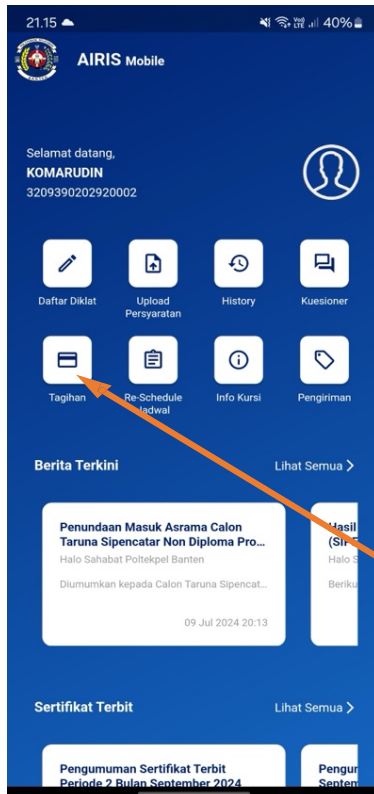 21.15
40%
AIRIS Mobile
Selamat datang,
KOMARUDIN
3209390202920002
Daftar Diklat
Upload
Persyaratan
History
Kuesioner
Tagihan
Re-Schedule
Jadwal
Info Kursi
Pengiriman
Berita Terkini
Lihat Semua
Penundaan Masuk Asrama Calon
Taruna Sipencatar Non Diploma Pro...
Halo Sahabat Poltekpel Banten
Diumumkan kepada Calon Taruna Sipencat...
09 Jul 2024 20:13
Hasil
Halo S
Beriku
Sertifikat Terbit
Lihat Semua
Pengumuman Sertifikat Terbit
Periode 2 Bulan September 2024
Pengur
Septem